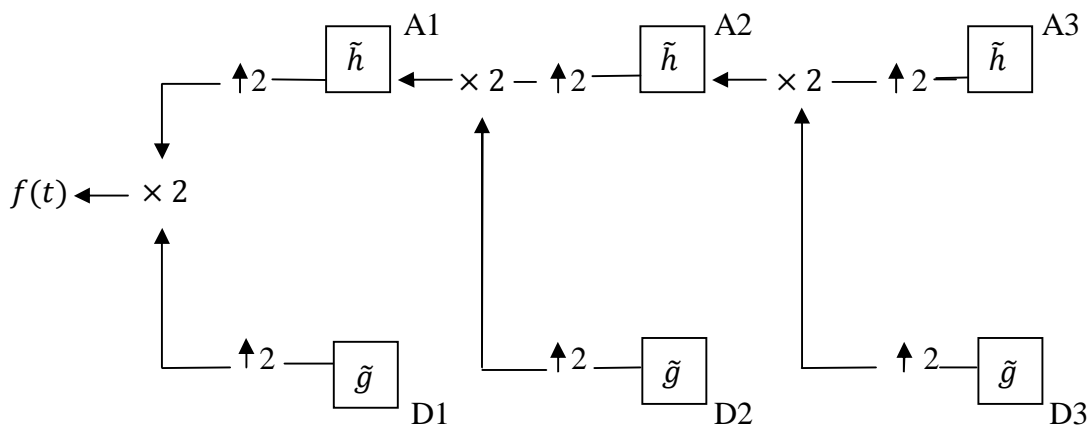 A1 A2 A3
h̃ h̃ h̃
↑2 × 2 ↑2 × 2 ↑2
f(t) × 2
↑2 ↑2 ↑2
g̃ g̃ g̃
D1 D2 D3